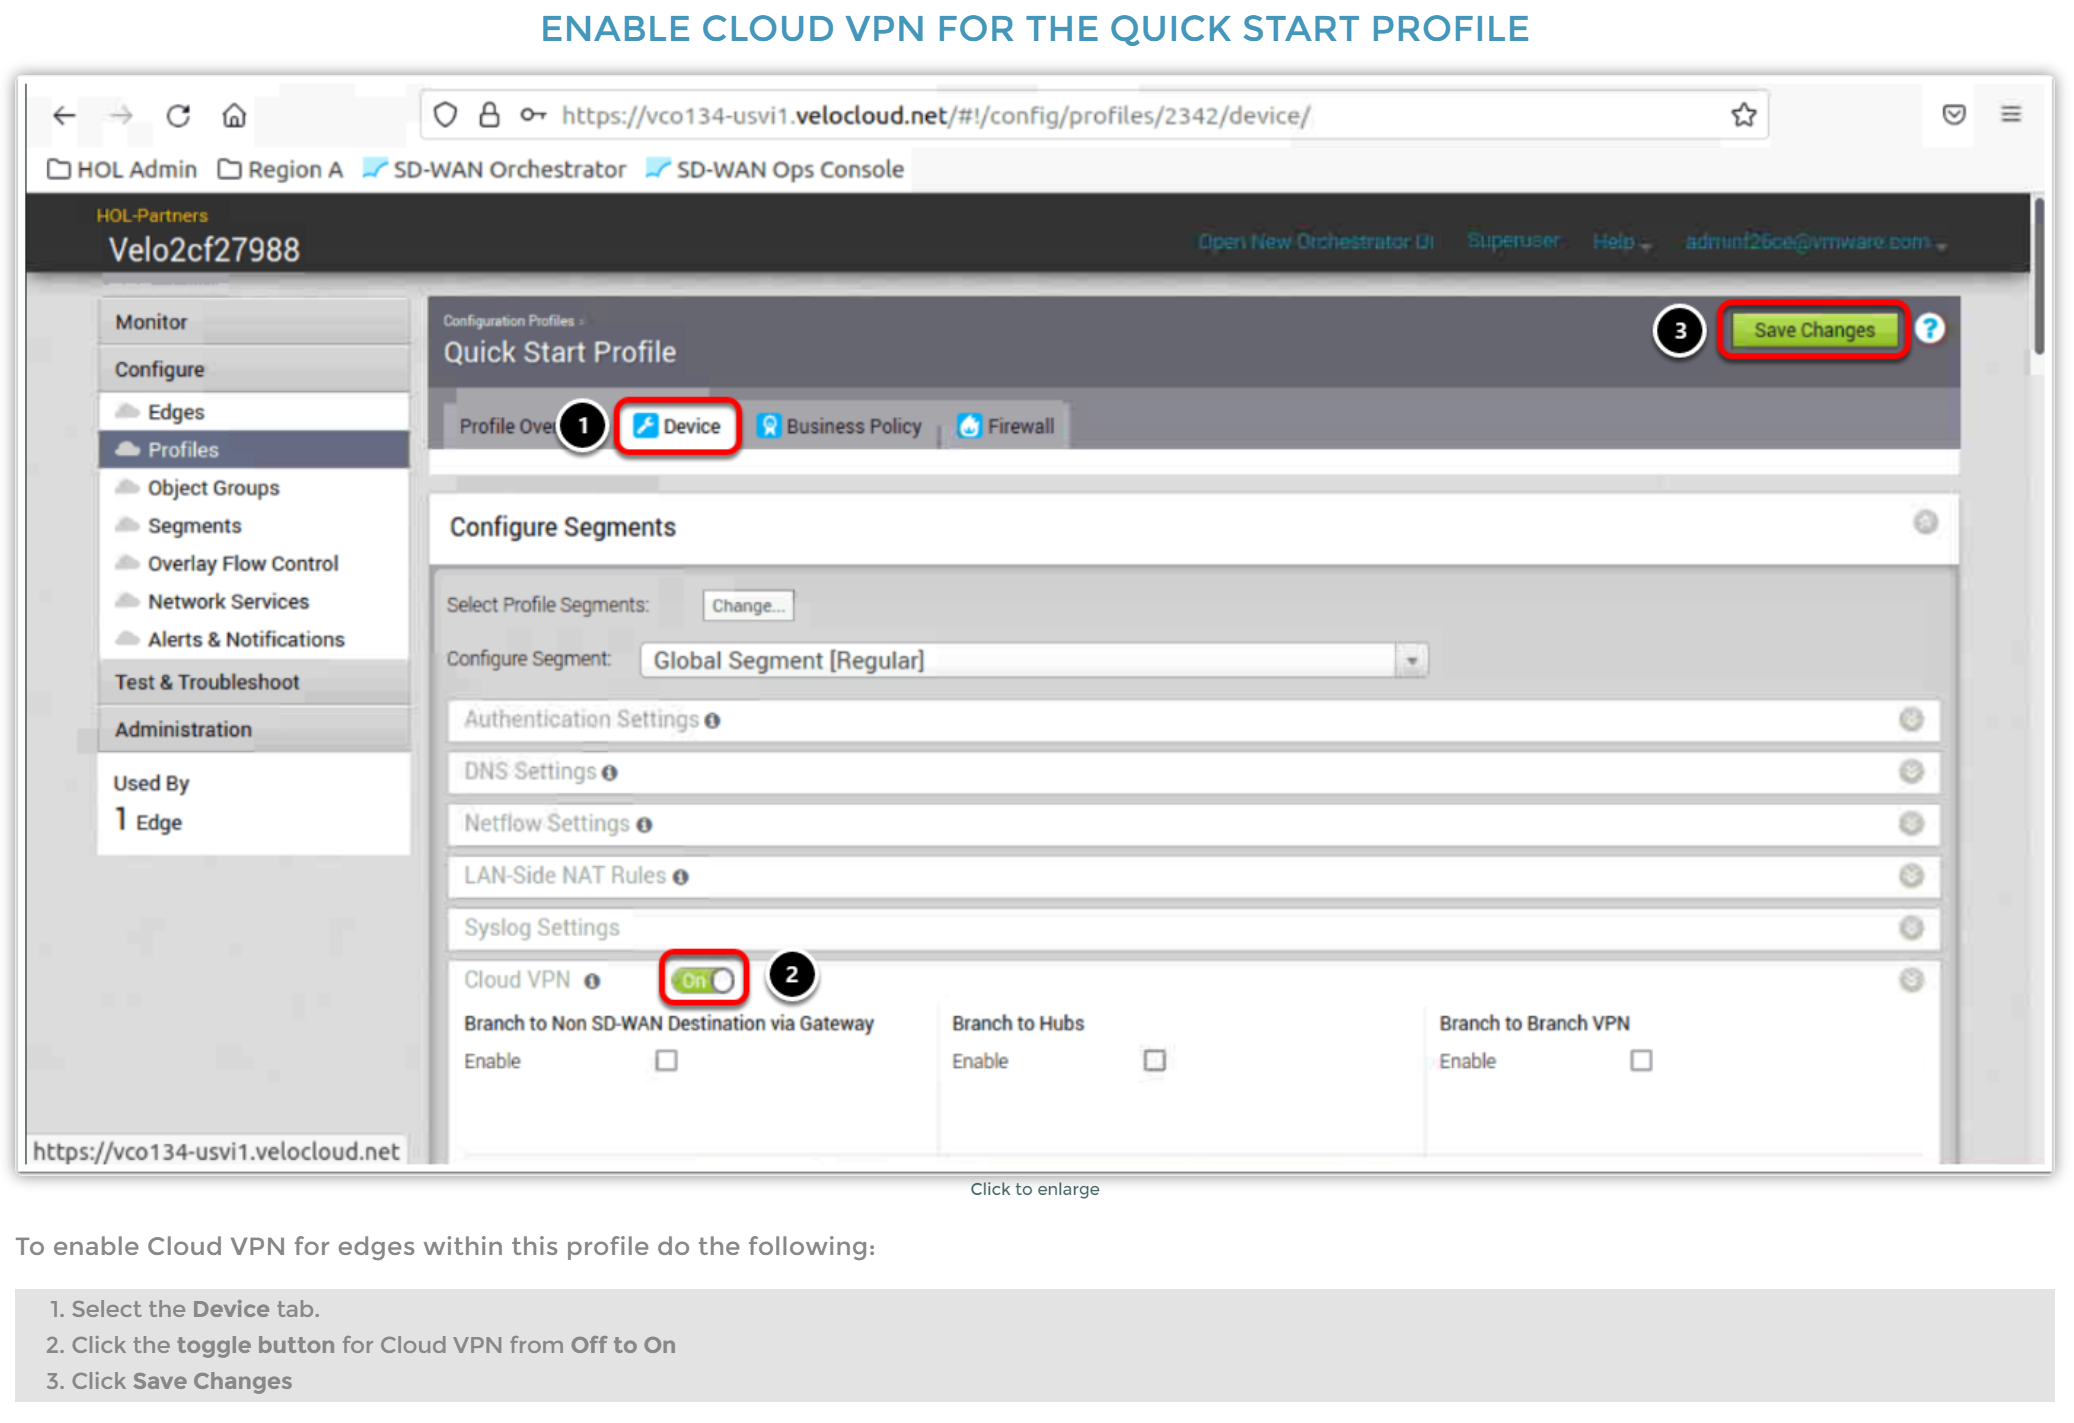 ENABLE CLOUD VPN FOR THE QUICK START PROFILE
https://vco134-usvi1.velocloud.net/#!/config/profiles/2342/device/
HOL Admin Region A SD-WAN Orchestrator SD-WAN Ops Console
HOL-Partners
Velo2cf27988
Open New Orchestrator UI Superuser Help adminf26ce@vmware.com
Monitor
Configure
Edges
Profiles
Object Groups
Segments
Overlay Flow Control
Network Services
Alerts & Notifications
Test & Troubleshoot
Administration
Used By
1 Edge
Configuration Profiles >
Quick Start Profile
3 Save Changes ?
Profile Over 1 Device Business Policy Firewall
Configure Segments
Select Profile Segments: Change...
Configure Segment: Global Segment [Regular]
Authentication Settings
DNS Settings
Netflow Settings
LAN-Side NAT Rules
Syslog Settings
Cloud VPN On 2
Branch to Non SD-WAN Destination via Gateway Branch to Hubs Branch to Branch VPN
Enable Enable Enable
https://vco134-usvi1.velocloud.net
Click to enlarge
To enable Cloud VPN for edges within this profile do the following:
1. Select the Device tab.
2. Click the toggle button for Cloud VPN from Off to On
3. Click Save Changes